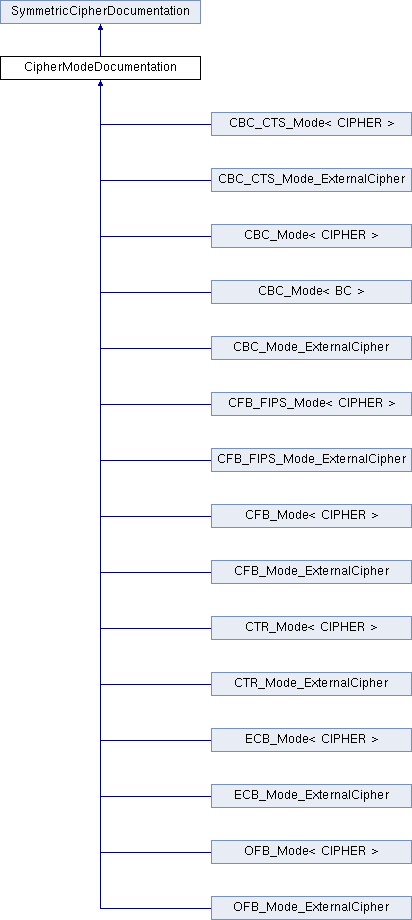 SymmetricCipherDocumentation
CipherModeDocumentation
CBC_CTS_Mode< CIPHER >
CBC_CTS_Mode_ExternalCipher
CBC_Mode< CIPHER >
CBC_Mode< BC >
CBC_Mode_ExternalCipher
CFB_FIPS_Mode< CIPHER >
CFB_FIPS_Mode_ExternalCipher
CFB_Mode< CIPHER >
CFB_Mode_ExternalCipher
CTR_Mode< CIPHER >
CTR_Mode_ExternalCipher
ECB_Mode< CIPHER >
ECB_Mode_ExternalCipher
OFB_Mode< CIPHER >
OFB_Mode_ExternalCipher